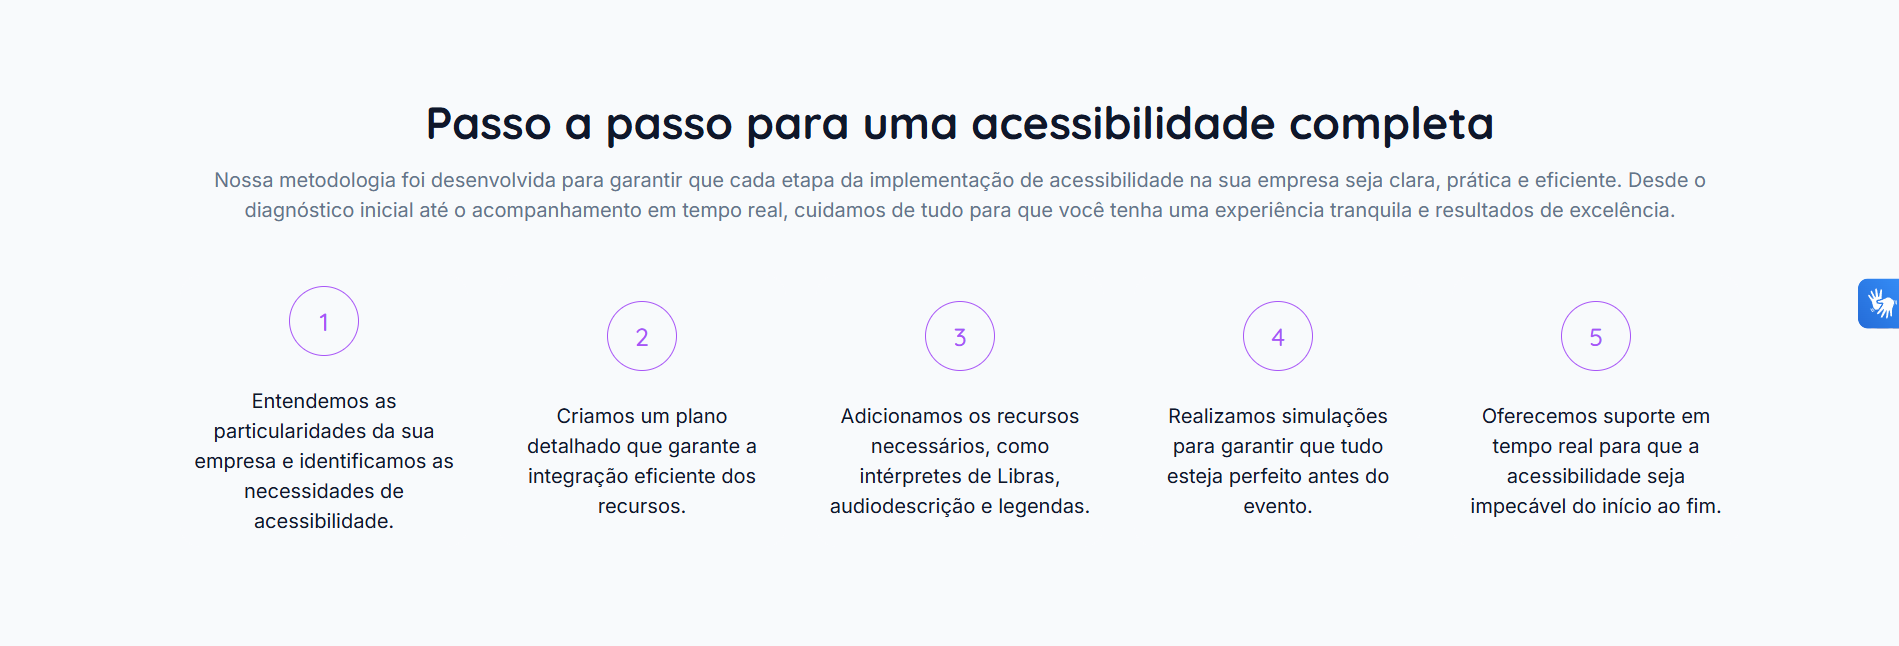 Passo a passo para uma acessibilidade completa
Nossa metodologia foi desenvolvida para garantir que cada etapa da implementação de acessibilidade na sua empresa seja clara, prática e eficiente. Desde o
diagnóstico inicial até o acompanhamento em tempo real, cuidamos de tudo para que você tenha uma experiência tranquila e resultados de excelência.
1
Entendemos as
particularidades da sua
empresa e identificamos as
necessidades de
acessibilidade.
2
Criamos um plano
detalhado que garante a
integração eficiente dos
recursos.
3
Adicionamos os recursos
necessários, como
intérpretes de Libras,
audiodescrição e legendas.
4
Realizamos simulações
para garantir que tudo
esteja perfeito antes do
evento.
5
Oferecemos suporte em
tempo real para que a
acessibilidade seja
impecável do início ao fim.